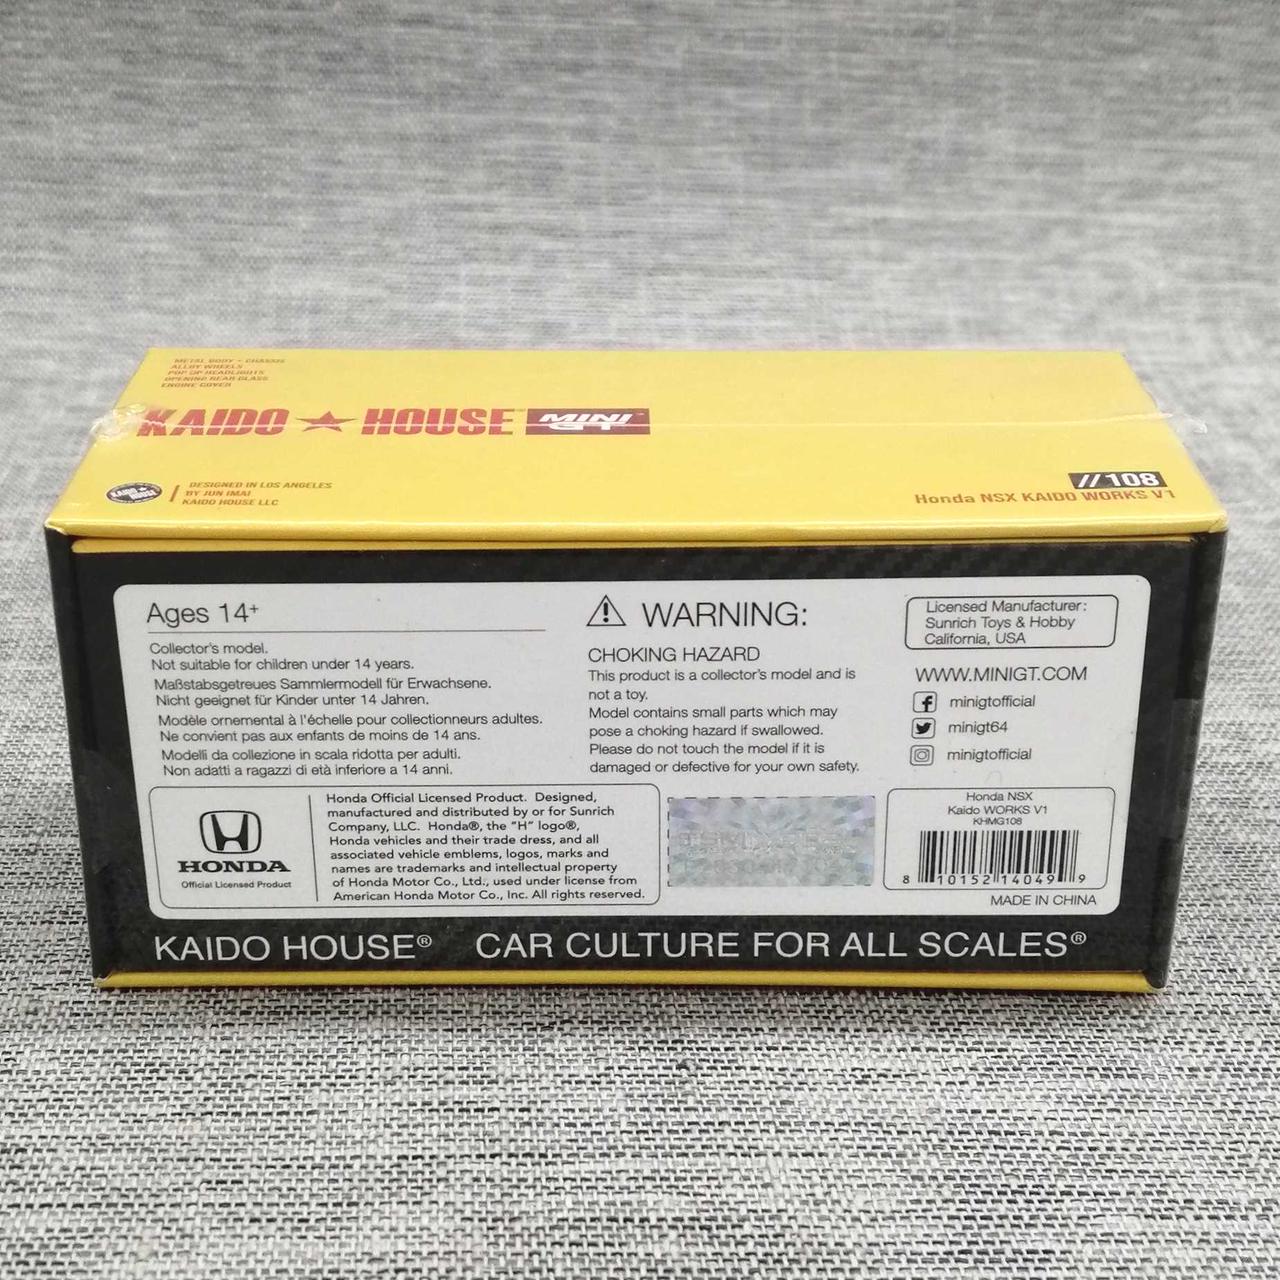 METAL BODY + CHASSIS
ALLOY WHEELS
POP UP HEADLIGHTS
OPENING REAR GLASS
ENGINE COVER
KAIDO ★ HOUSE MINI GT
KAIDO HOUSE
DESIGNED IN LOS ANGELES
BY JUN IMAI
KAIDO HOUSE LLC
//108
Honda NSX KAIDO WORKS V1
Ages 14+
Collector's model.
Not suitable for children under 14 years.
Maßstabsgetreues Sammlermodell für Erwachsene.
Nicht geeignet für Kinder unter 14 Jahren.
Modèle ornemental à l'échelle pour collectionneurs adultes.
Ne convient pas aux enfants de moins de 14 ans.
Modelli da collezione in scala ridotta per adulti.
Non adatti a ragazzi di età inferiore a 14 anni.
WARNING:
CHOKING HAZARD
This product is a collector's model and is
not a toy.
Model contains small parts which may
pose a choking hazard if swallowed.
Please do not touch the model if it is
damaged or defective for your own safety.
Licensed Manufacturer:
Sunrich Toys & Hobby
California, USA
WWW.MINIGT.COM
minigtofficial
minigt64
minigtofficial
HONDA
Official Licensed Product
Honda Official Licensed Product. Designed,
manufactured and distributed by or for Sunrich
Company, LLC. Honda®, the "H" logo®,
Honda vehicles and their trade dress, and all
associated vehicle emblems, logos, marks and
names are trademarks and intellectual property
of Honda Motor Co., Ltd., used under license from
American Honda Motor Co., Inc. All rights reserved.
Honda NSX
Kaido WORKS V1
KHMG108
8 10152 14049 9
MADE IN CHINA
KAIDO HOUSE® CAR CULTURE FOR ALL SCALES®